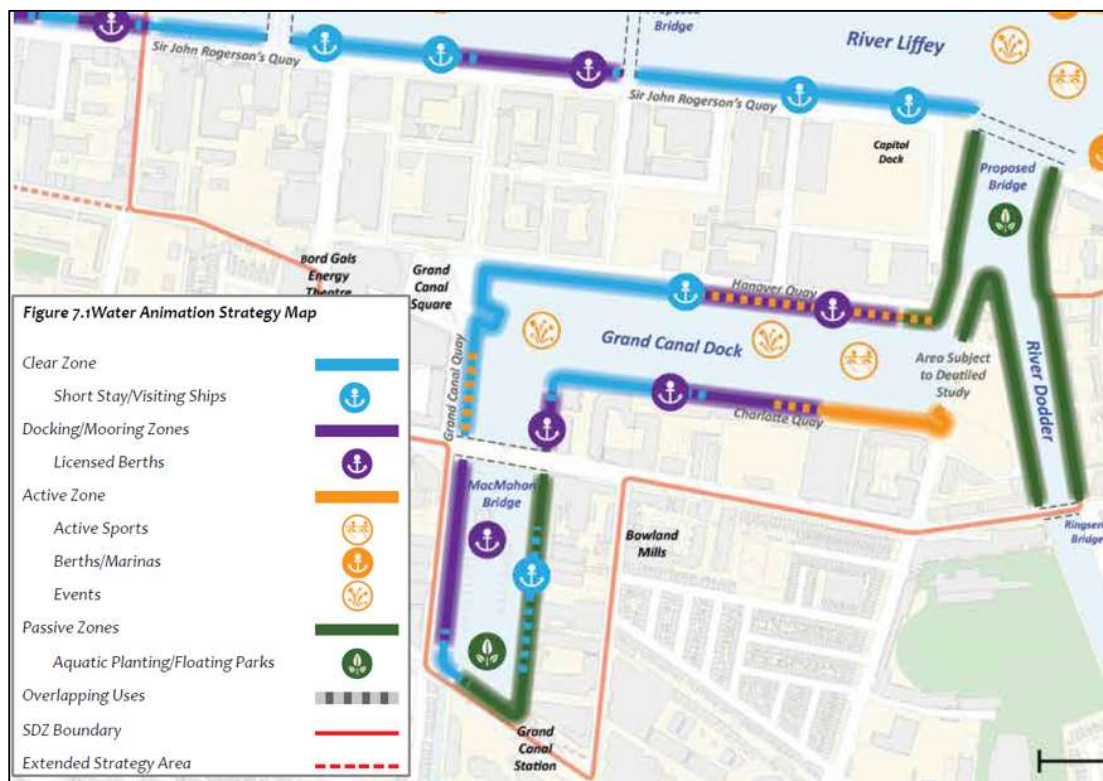 Proposed
Bridge
River Liffey
Sir John Rogerson's Quay
Sir John Rogerson's Quay
Capitol
Dock
Proposed
Bridge
Bord Gais
Energy
Theatre
Grand
Canal
Square
Hanover Quay
Grand Canal Quay
Grand Canal Dock
Area Subject
to Deatiled
Study
River Dodder
Charlotte Quay
MacMahon
Bridge
Bowland
Mills
Ringsen
Bridge
Grand
Canal
Station
Figure 7.1Water Animation Strategy Map
Clear Zone
Short Stay/Visiting Ships
Docking/Mooring Zones
Licensed Berths
Active Zone
Active Sports
Berths/Marinas
Events
Passive Zones
Aquatic Planting/Floating Parks
Overlapping Uses
SDZ Boundary
Extended Strategy Area